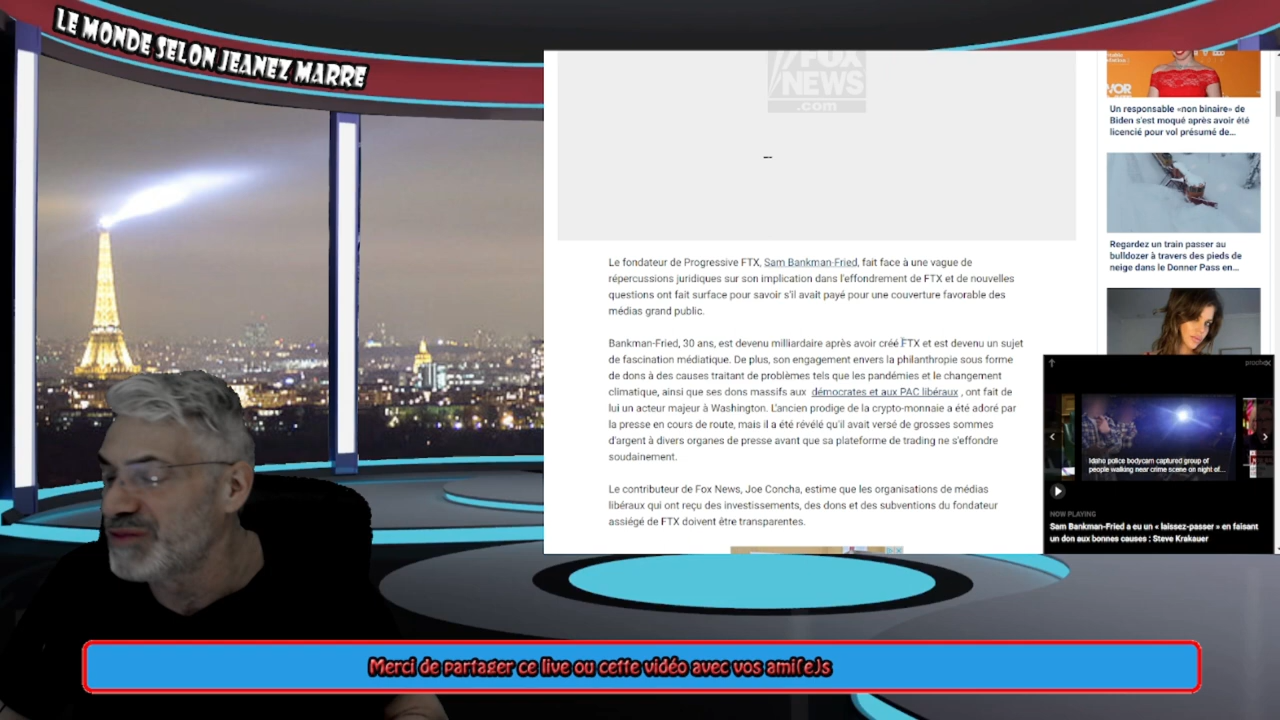 LE MONDE SELON JEANEZ MARRE
FOX
NEWS
.com
Le fondateur de Progressive FTX, Sam Bankman-Fried, fait face à une vague de
répercussions juridiques sur son implication dans l'effondrement de FTX et de nouvelles
questions ont fait surface pour savoir s'il avait payé pour une couverture favorable des
médias grand public.
Bankman-Fried, 30 ans, est devenu milliardaire après avoir créé FTX et est devenu un sujet
de fascination médiatique. De plus, son engagement envers la philanthropie sous forme
de dons à des causes traitant de problèmes tels que les pandémies et le changement
climatique, ainsi que ses dons massifs aux démocrates et aux PAC libéraux , ont fait de
lui un acteur majeur à Washington. L'ancien prodige de la crypto-monnaie a été adoré par
la presse en cours de route, mais il a été révélé qu'il avait versé de grosses sommes
d'argent à divers organes de presse avant que sa plateforme de trading ne s'effondre
soudainement.
Le contributeur de Fox News, Joe Concha, estime que les organisations de médias
libéraux qui ont reçu des investissements, des dons et des subventions du fondateur
assiégé de FTX doivent être transparentes.
Un responsable «non binaire» de
Biden s'est moqué après avoir été
licencié pour vol présumé de...
Regardez un train passer au
bulldozer à travers des pieds de
neige dans le Donner Pass en...
Idaho police bodycam captured group of
people walking near crime scene on night of...
NOW PLAYING
Sam Bankman-Fried a eu un « laissez-passer » en faisant
un don aux bonnes causes : Steve Krakauer
Merci de partager ce live ou cette vidéo avec vos ami(e)s